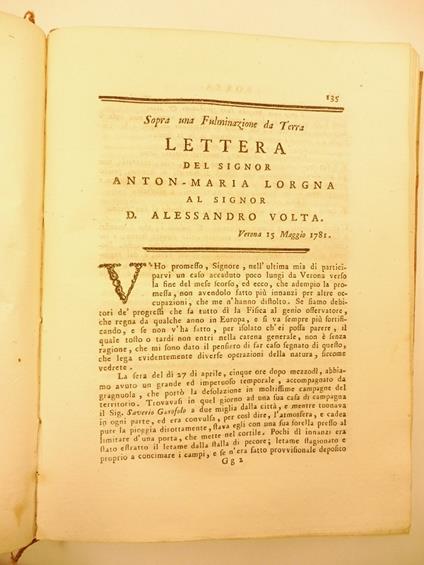 135
Sopra una Fulminazione da Terra
LETTERA
DEL SIGNOR
ANTON-MARIA LORGNA
AL SIGNOR
D. ALESSANDRO VOLTA.
Verona 15 Maggio 1781.
VHo promesso, Signore, nell'ultima mia di partici-
parvi un caso accaduto poco lungi da Verona verso
la fine del mese scorso, ed ecco, che adempio la pro-
messa, non avendolo fatto più innanzi per altre oc-
cupazioni, che me n'hanno distolto. Se siamo debi-
tori de' progressi che fa tutto dì la Fisica al genio osservatore,
che regna da qualche anno in Europa, e si va sempre più fortifi-
cando, e se non v'ha fatto, per isolato ch'ei possa parere, il
quale tosto o tardi non entri nella catena generale, non è senza
ragione, che mi sono dato il pensiero di far caso segnato di questo,
che lega evidentemente diverse operazioni della natura, siccome
vedrete.
La sera del dì 27 di aprile, cinque ore dopo mezzodì, abbia-
mo avuto un grande ed impetuoso temporale, accompagnato da
gragnuola, che portò la desolazione in moltissime campagne del
territorio. Trovavasi in quel giorno ad una sua casa di campagna
il Sig. Saverio Garofolo a due miglia dalla città, e mentre tuonava
in ogni parte, ed era convulsa, per così dire, l'atmosfera, e cadea
pure la pioggia dirottamente, stava egli con una sua sorella presso al
limitare d'una porta, che mette nel cortile. Pochi dì innanzi era
stato estratto il letame dalla stalla di pecore; letame stagionato e
proprio a concimare i campi, e se n'era fatto provvisionale deposito
Gg 2